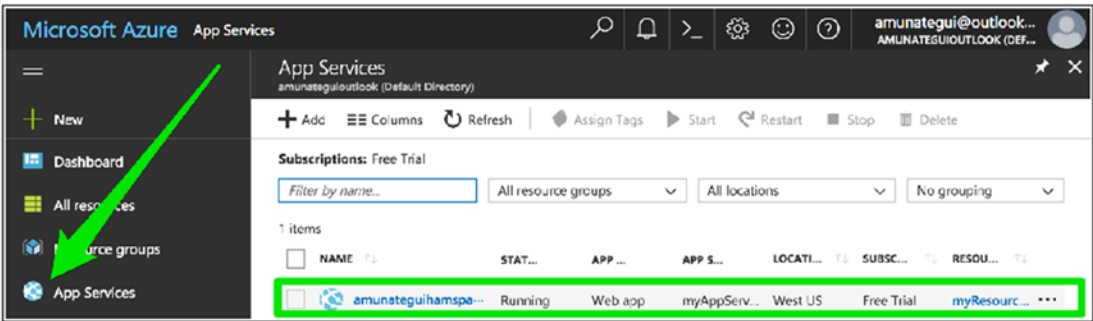 Microsoft Azure App Services
amunategui@outlook...
AMUNATEGUIOUTLOOK (DEF...
App Services
amunateguioutlook (Default Directory)
New
Add Columns Refresh Assign Tags Start Restart Stop Delete
Dashboard
Subscriptions: Free Trial
Filter by name... All resource groups All locations No grouping
All resources
1 items
Resource groups
NAME STAT... APP ... APP S... LOCATI... SUBSC... RESOU...
App Services
amunateguihamspa... Running Web app myAppServ... West US Free Trial myResourc... ...